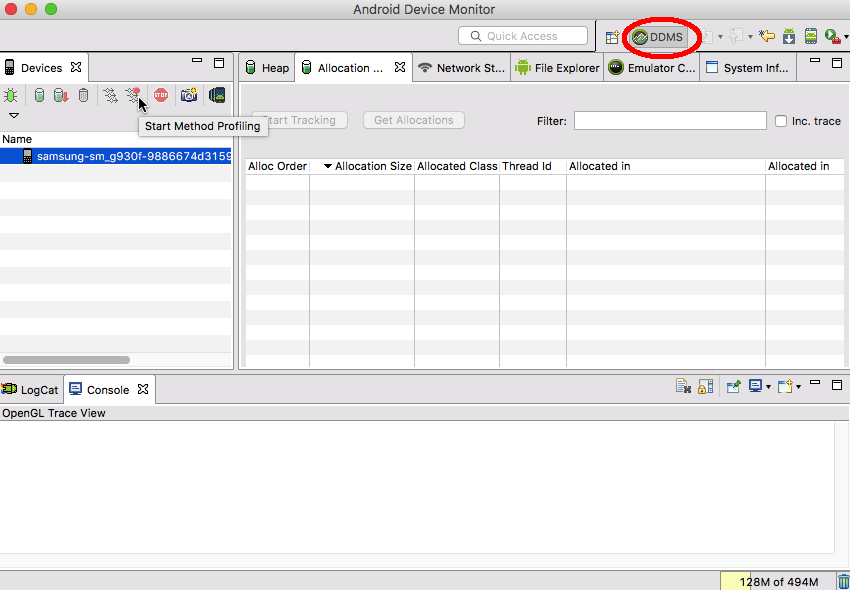 Android Device Monitor
Quick Access
DDMS
Devices
Heap
Allocation ...
Network St...
File Explorer
Emulator C...
System Inf...
STOP
Start Method Profiling
Start Tracking
Get Allocations
Filter:
Inc. trace
Name
samsung-sm_g930f-9886674d3159
Alloc Order
Allocation Size
Allocated Class
Thread Id
Allocated in
Allocated in
LogCat
Console
OpenGL Trace View
128M of 494M